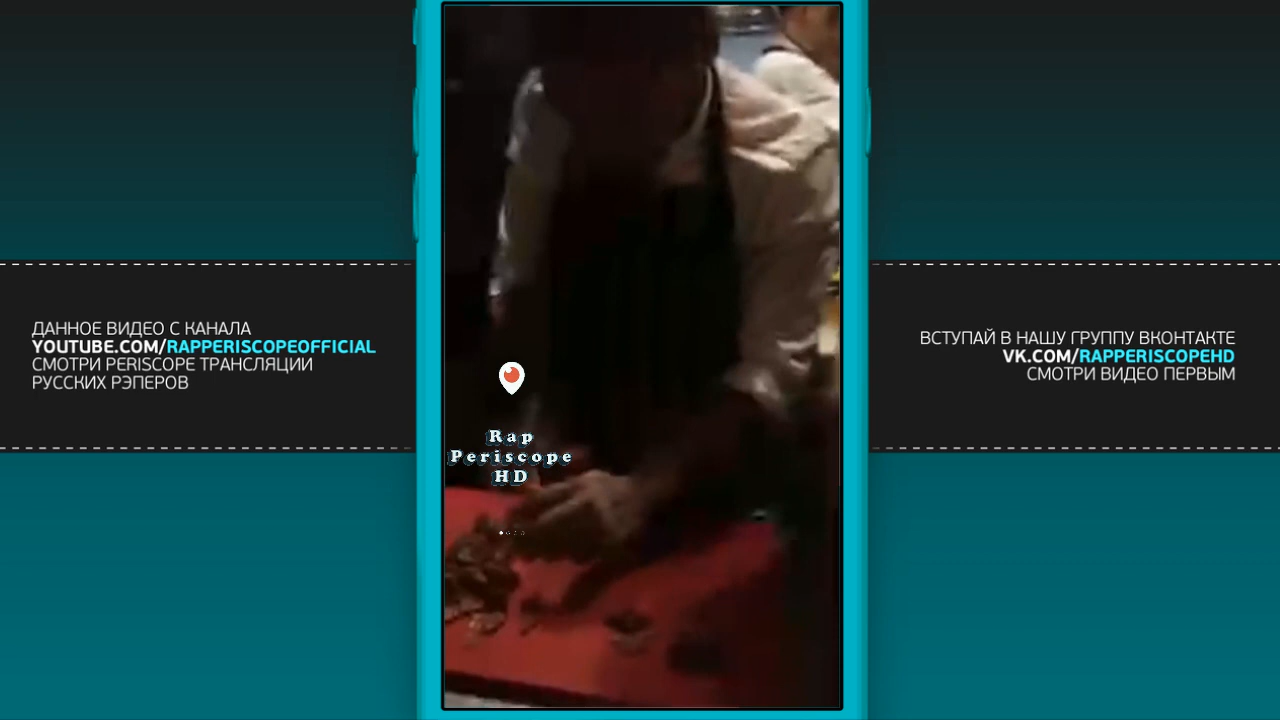 ДАННОЕ ВИДЕО С КАНАЛА
YOUTUBE.COM/RAPPERISCOPEOFFICIAL
СМОТРИ PERISCOPE ТРАНСЛЯЦИИ
РУССКИХ РЭПЕРОВ
Rap
Periscope
HD
ВСТУПАЙ В НАШУ ГРУППУ ВКОНТАКТЕ
VK.COM/RAPPERISCOPEHD
СМОТРИ ВИДЕО ПЕРВЫМ